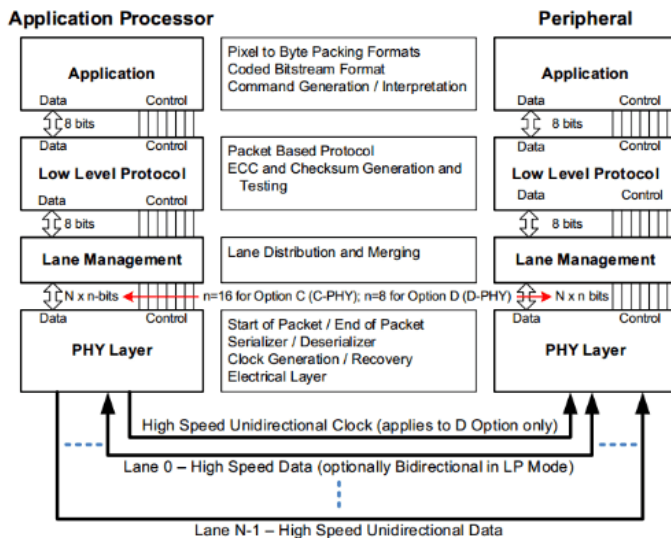 Application Processor
Peripheral
Application
Pixel to Byte Packing Formats
Coded Bitstream Format
Command Generation / Interpretation
Application
Data
Control
Data
Control
8 bits
8 bits
Data
Control
Data
Control
Low Level Protocol
Packet Based Protocol
ECC and Checksum Generation and
Testing
Low Level Protocol
Data
Control
Data
Control
8 bits
8 bits
Lane Management
Lane Distribution and Merging
Lane Management
N x n-bits
n=16 for Option C (C-PHY); n=8 for Option D (D-PHY)
N x n bits
Data
Control
Data
Control
PHY Layer
Start of Packet / End of Packet
Serializer / Deserializer
Clock Generation / Recovery
Electrical Layer
PHY Layer
High Speed Unidirectional Clock (applies to D Option only)
Lane 0 – High Speed Data (optionally Bidirectional in LP Mode)
Lane N-1 – High Speed Unidirectional Data